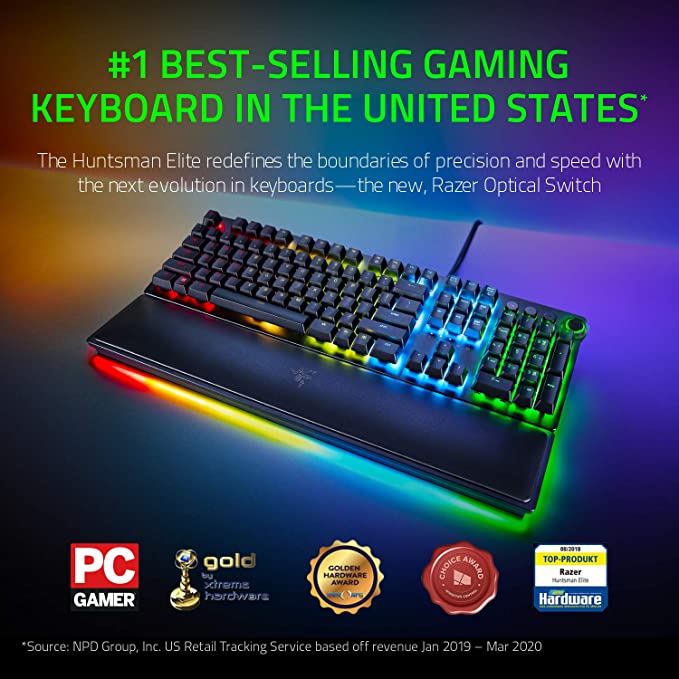 #1 BEST-SELLING GAMING
KEYBOARD IN THE UNITED STATES*
The Huntsman Elite redefines the boundaries of precision and speed with
the next evolution in keyboards—the new, Razer Optical Switch
PC
GAMER
gold
by
xtreme
hardware
GOLDEN
HARDWARE
AWARD
CHOICE AWARD
08/2018
TOP-PRODUKT
Razer
Huntsman Elite
Hardware
*Source: NPD Group, Inc. US Retail Tracking Service based off revenue Jan 2019 – Mar 2020